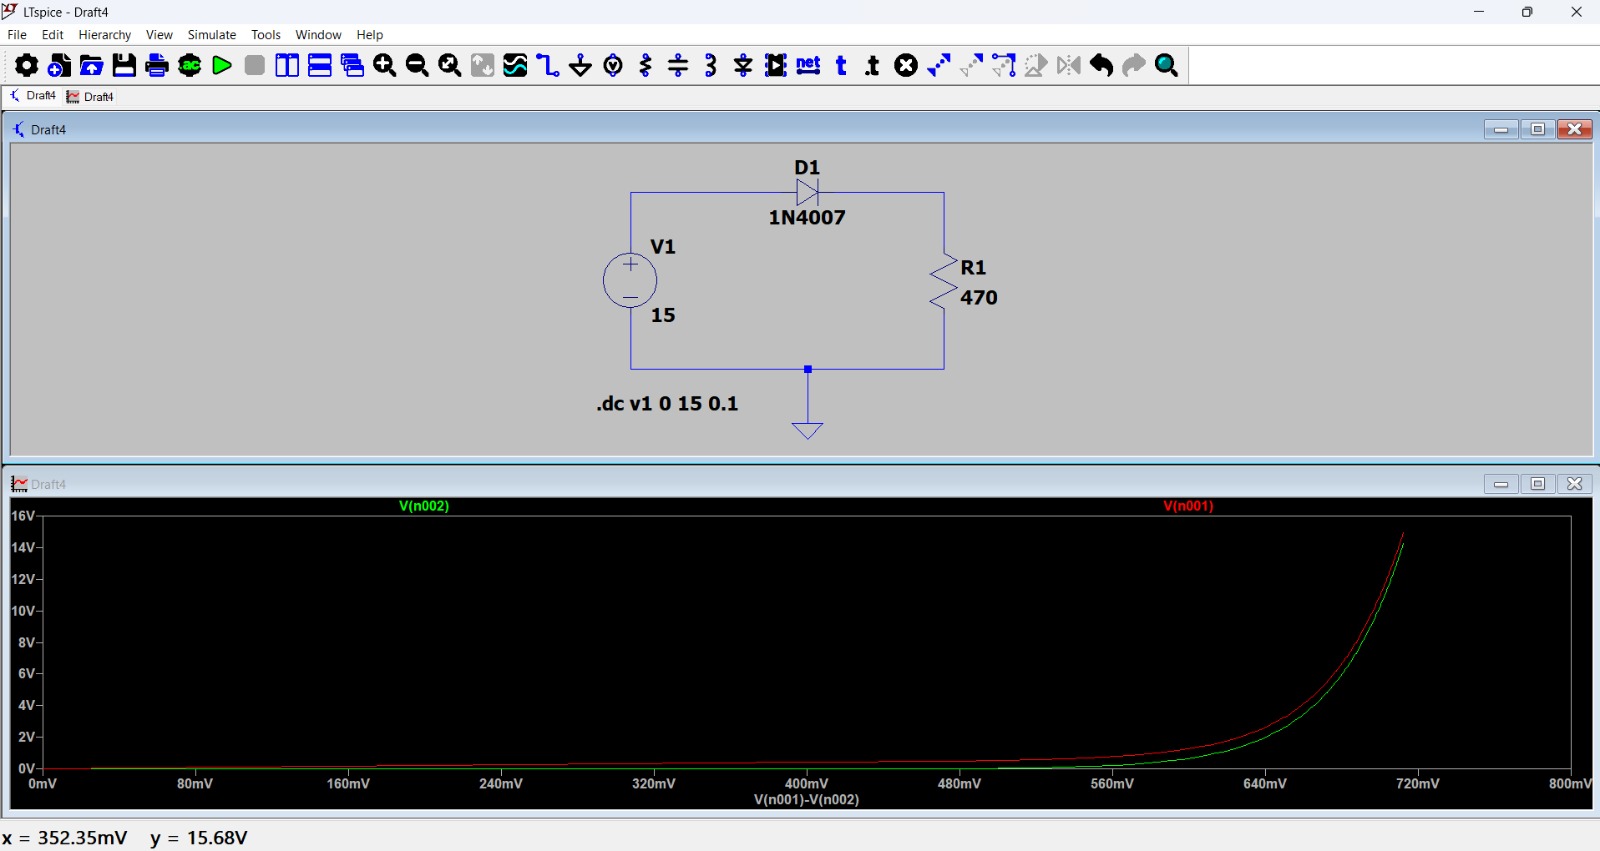 LTspice - Draft4
File Edit Hierarchy View Simulate Tools Window Help
ac net t .t
Draft4 Draft4
Draft4
D1
1N4007
V1
15
R1
470
.dc v1 0 15 0.1
Draft4
V(n002) V(n001)
16V
14V
12V
10V
8V
6V
4V
2V
0V
0mV 80mV 160mV 240mV 320mV 400mV 480mV 560mV 640mV 720mV 800mV
V(n001)-V(n002)
x = 352.35mV y = 15.68V